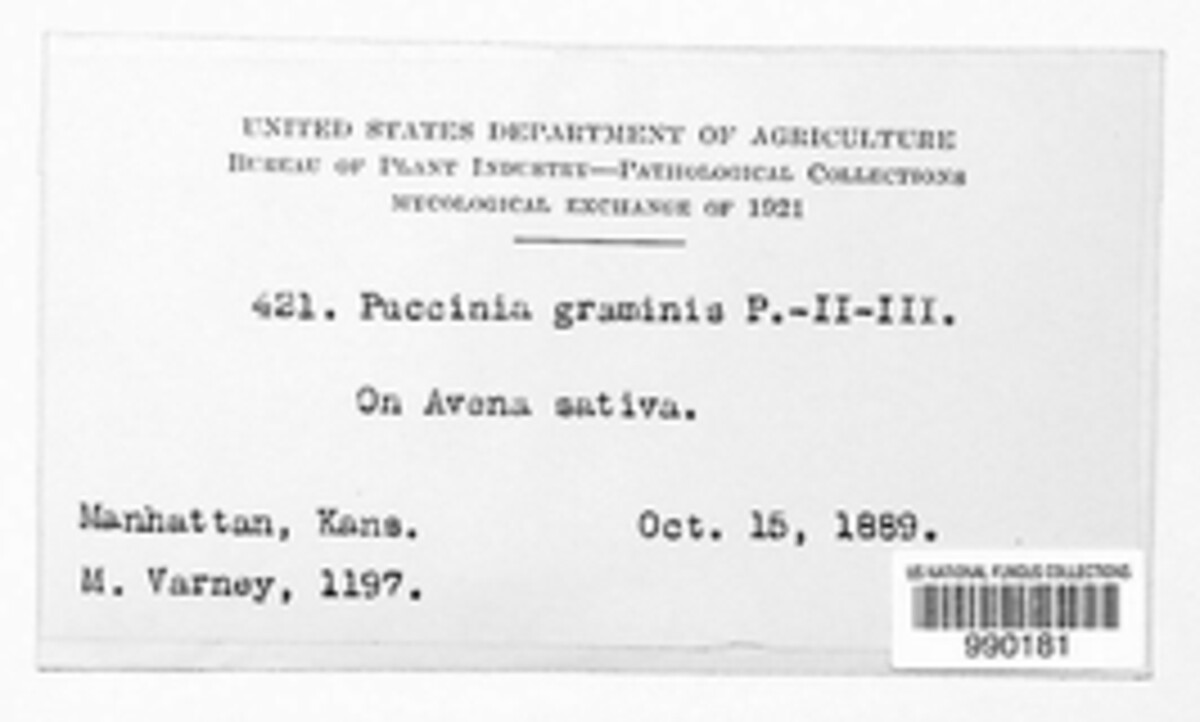 UNITED STATES DEPARTMENT OF AGRICULTURE
BUREAU OF PLANT INDUSTRY—PATHOLOGICAL COLLECTIONS
MYCOLOGICAL EXCHANGE OF 1921
421. Puccinia graminis P.-II-III.
On Avena sativa.
Manhattan, Kans. Oct. 15, 1889.
M. Varney, 1197.
US NATIONAL FUNGUS COLLECTIONS
990181